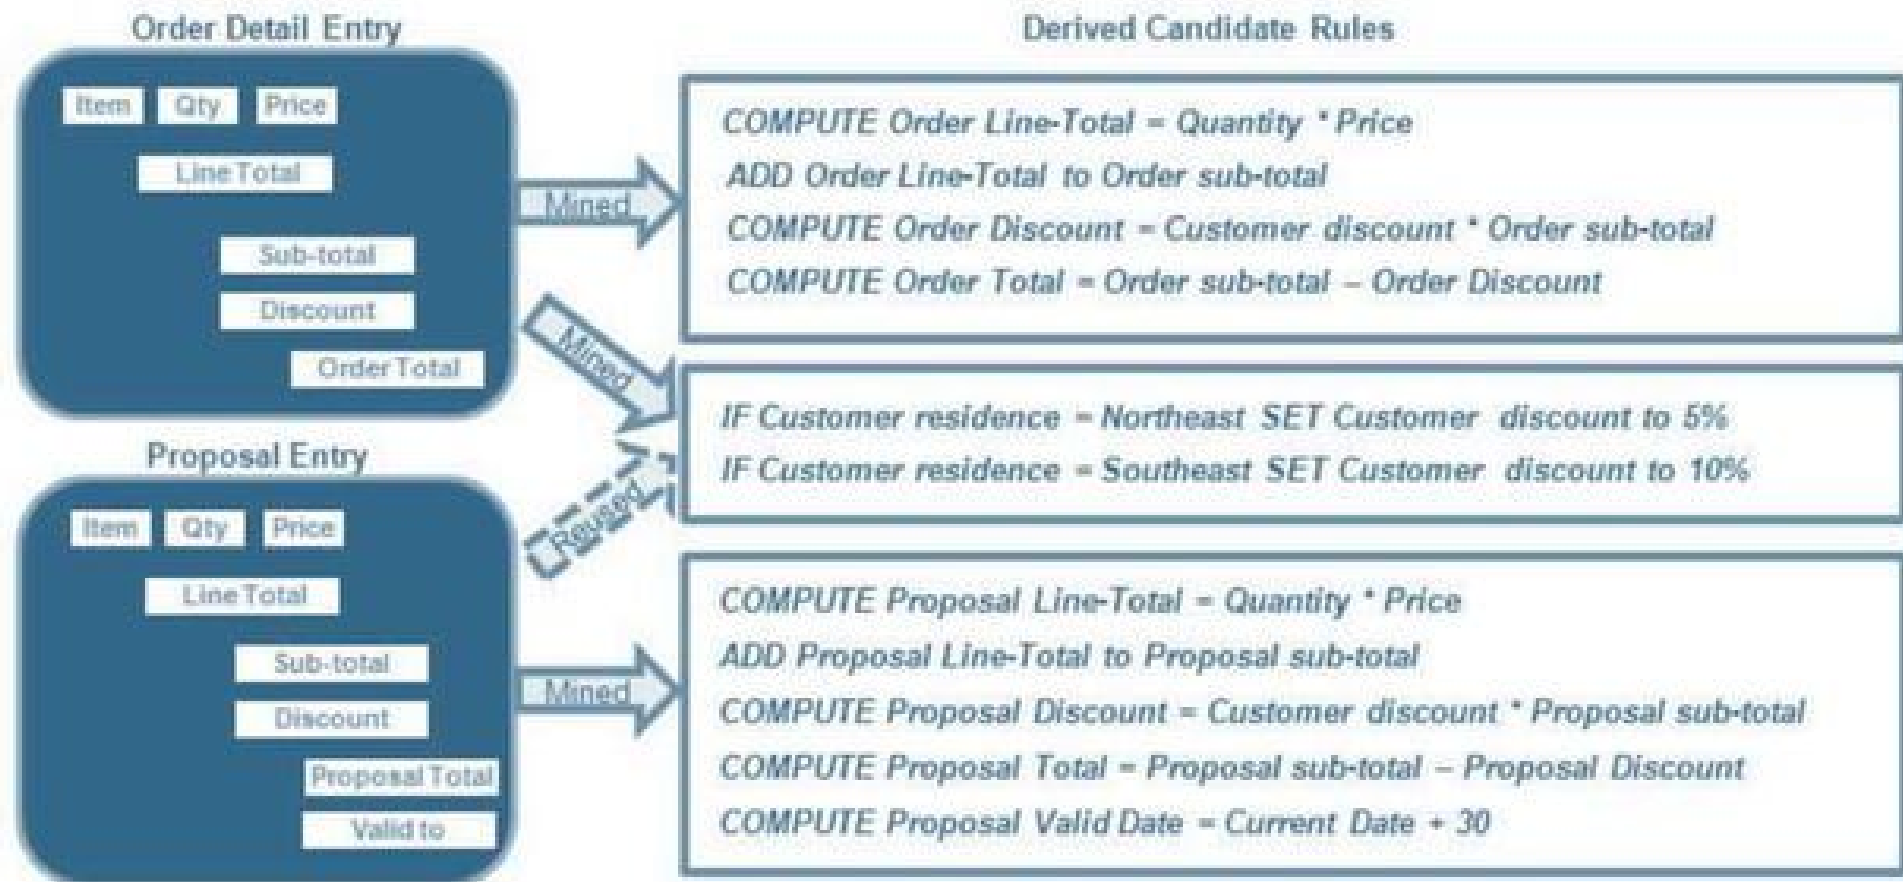 Order Detail Entry
Item Qty Price
Line Total
Sub-total
Discount
Order Total
Mined
Mined
Proposal Entry
Item Qty Price
Line Total
Sub-total
Discount
Proposal Total
Valid to
Reused
Mined
Derived Candidate Rules
COMPUTE Order Line-Total = Quantity * Price
ADD Order Line-Total to Order sub-total
COMPUTE Order Discount = Customer discount * Order sub-total
COMPUTE Order Total = Order sub-total – Order Discount
IF Customer residence = Northeast SET Customer discount to 5%
IF Customer residence = Southeast SET Customer discount to 10%
COMPUTE Proposal Line-Total = Quantity * Price
ADD Proposal Line-Total to Proposal sub-total
COMPUTE Proposal Discount = Customer discount * Proposal sub-total
COMPUTE Proposal Total = Proposal sub-total – Proposal Discount
COMPUTE Proposal Valid Date = Current Date + 30